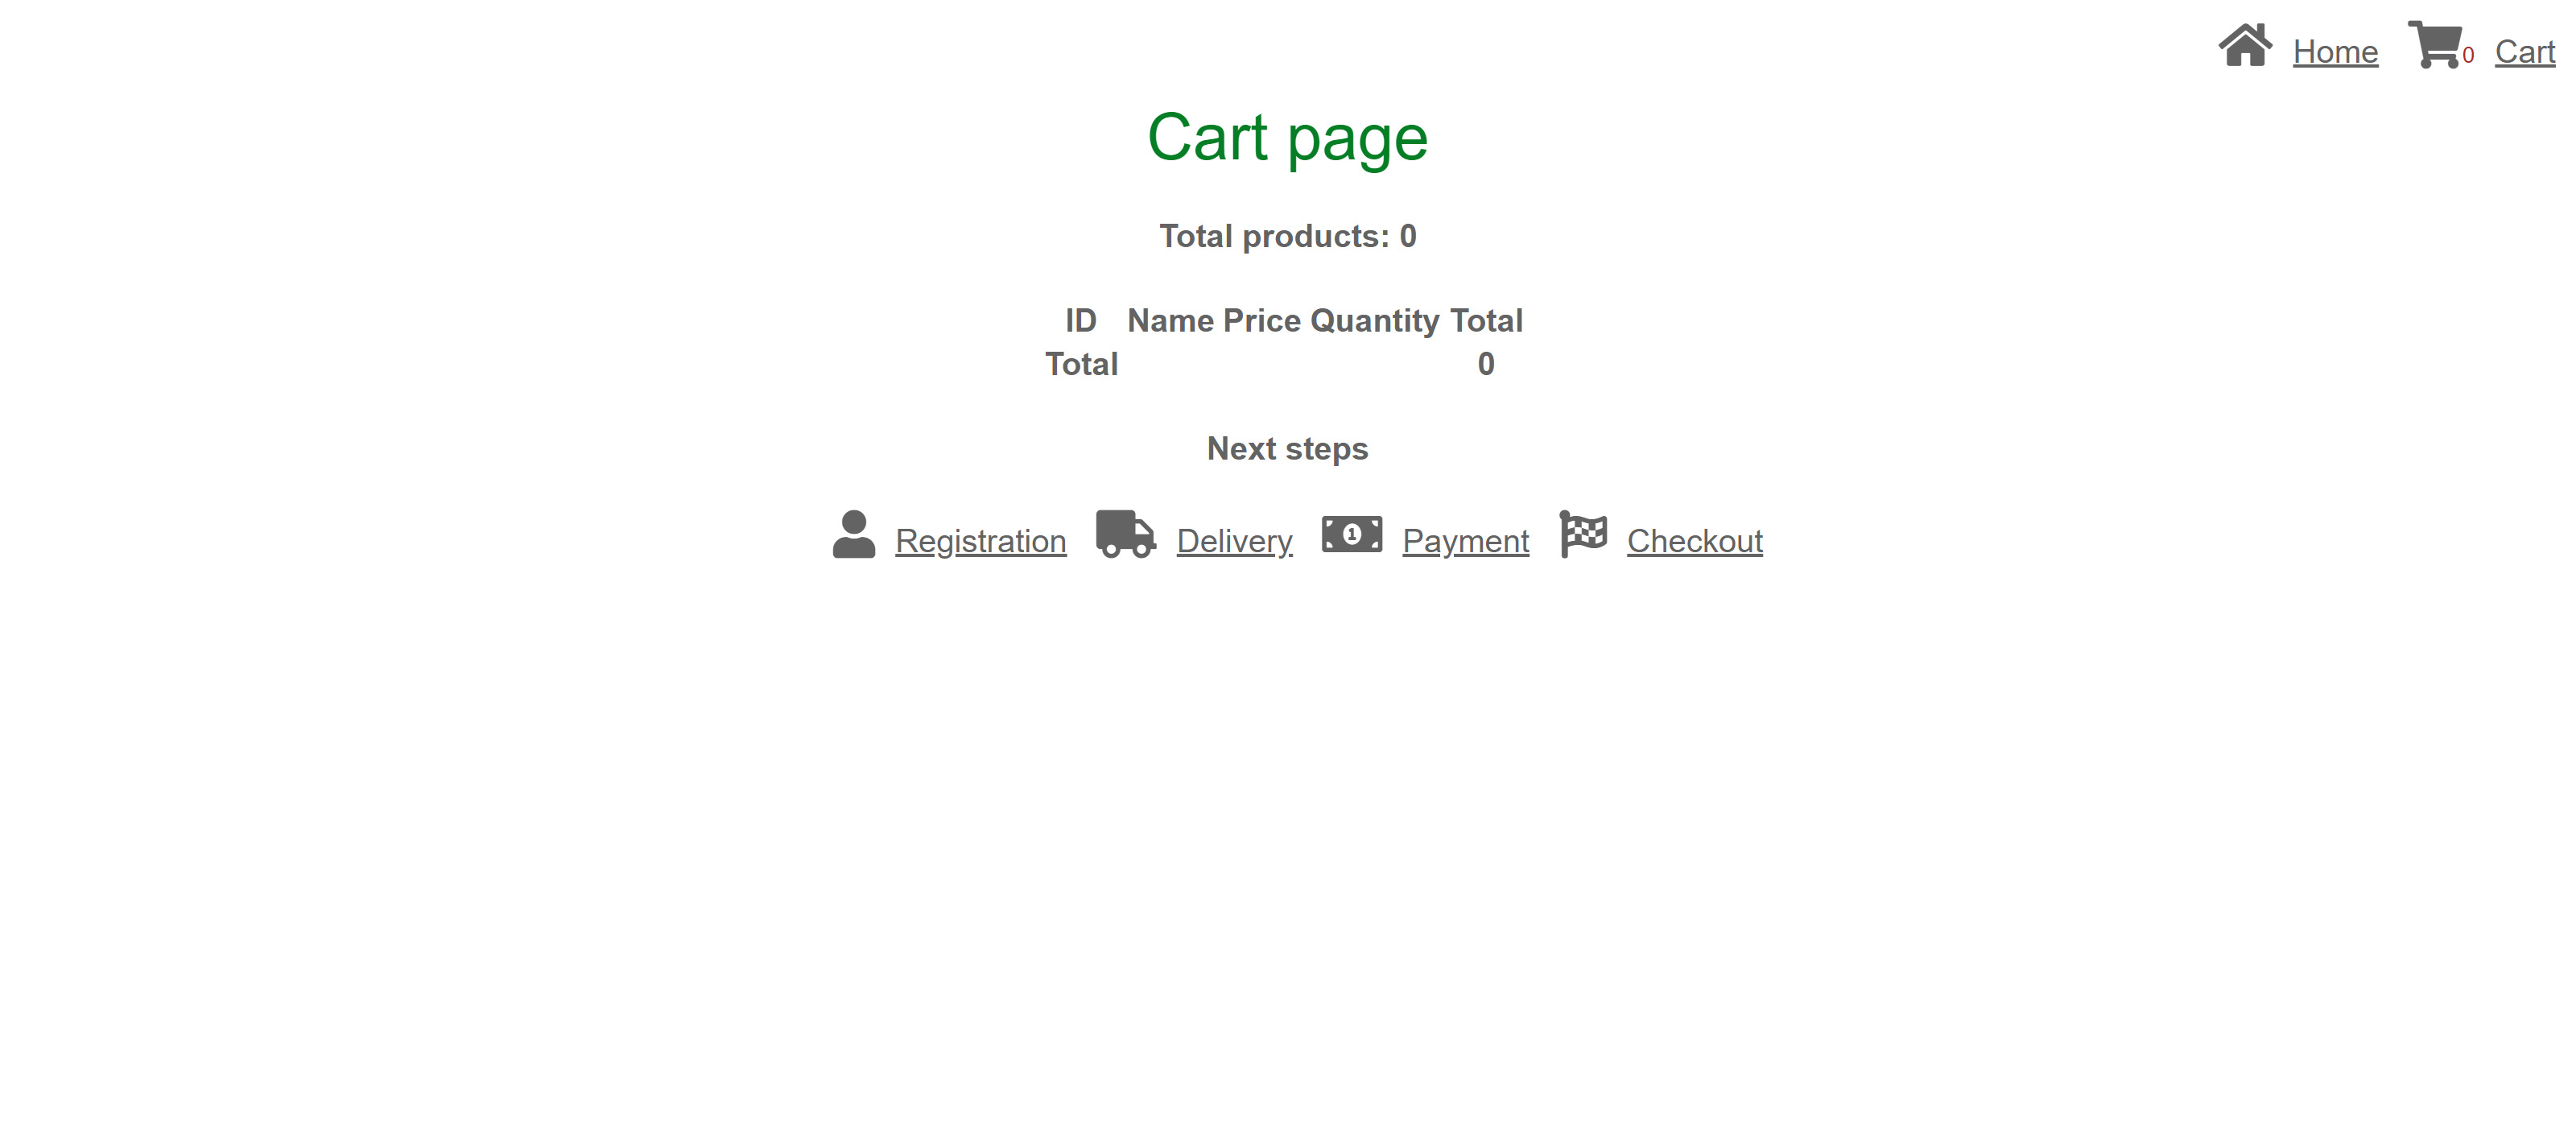 Home 0 Cart
Cart page
Total products: 0
ID Name Price Quantity Total
Total 0
Next steps
Registration Delivery 1 Payment Checkout